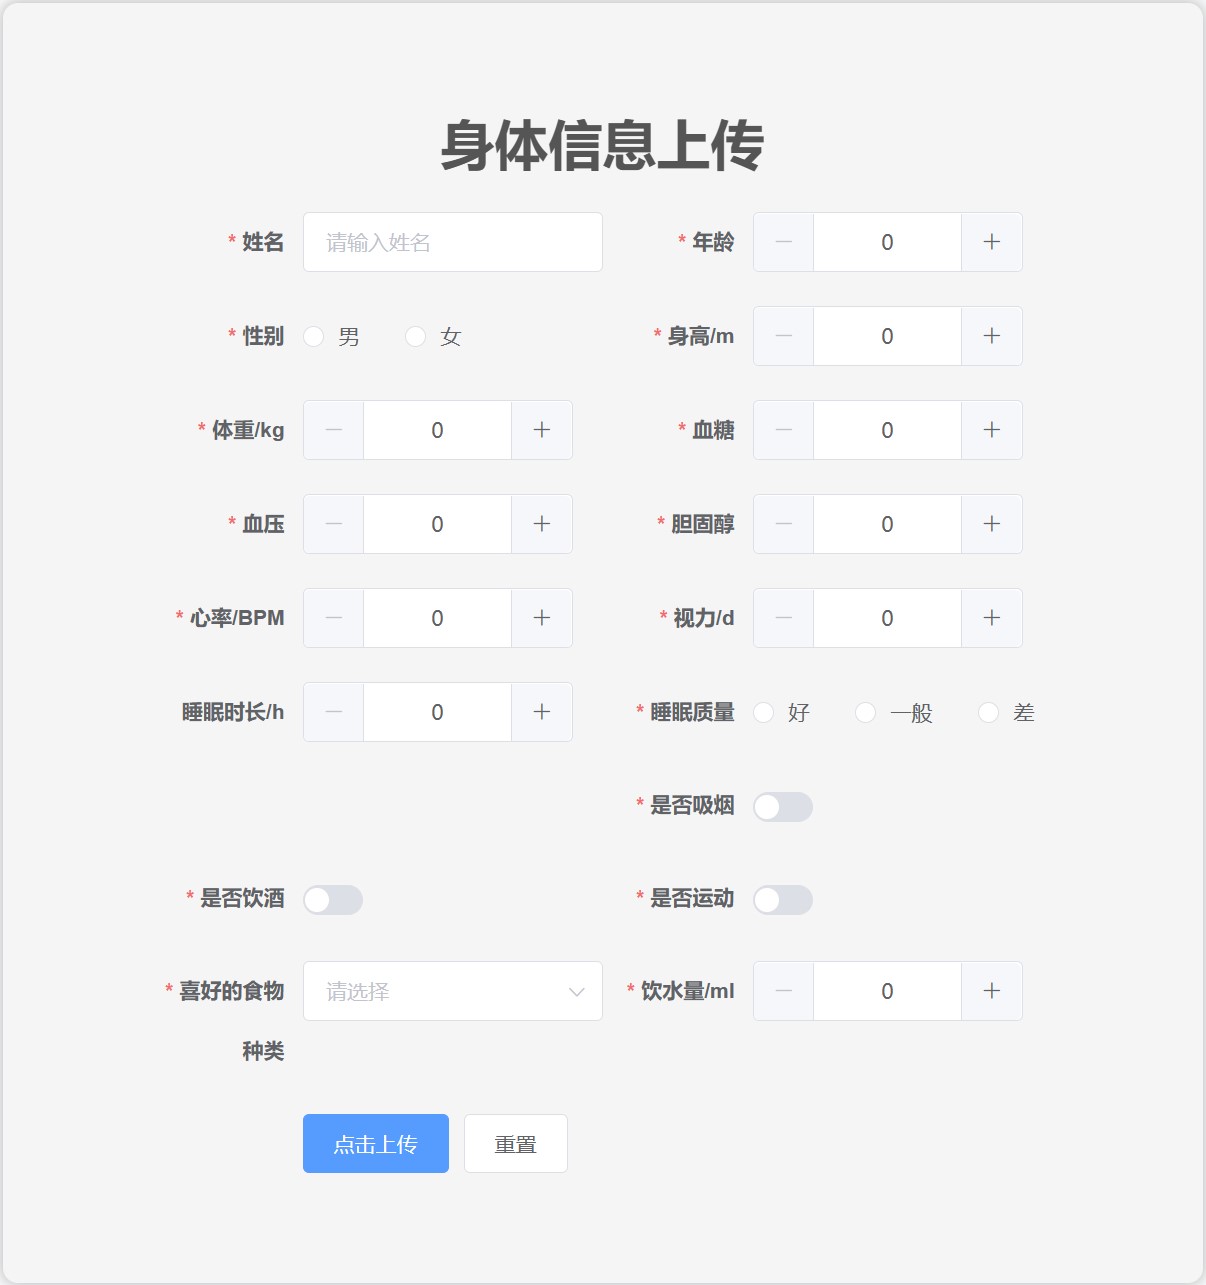 身体信息上传
* 姓名 请输入姓名 * 年龄 0
* 性别 男 女 * 身高/m 0
* 体重/kg 0 * 血糖 0
* 血压 0 * 胆固醇 0
* 心率/BPM 0 * 视力/d 0
睡眠时长/h 0 * 睡眠质量 好 一般 差
* 是否吸烟
* 是否饮酒 * 是否运动
* 喜好的食物 请选择 * 饮水量/ml 0
种类
点击上传 重置